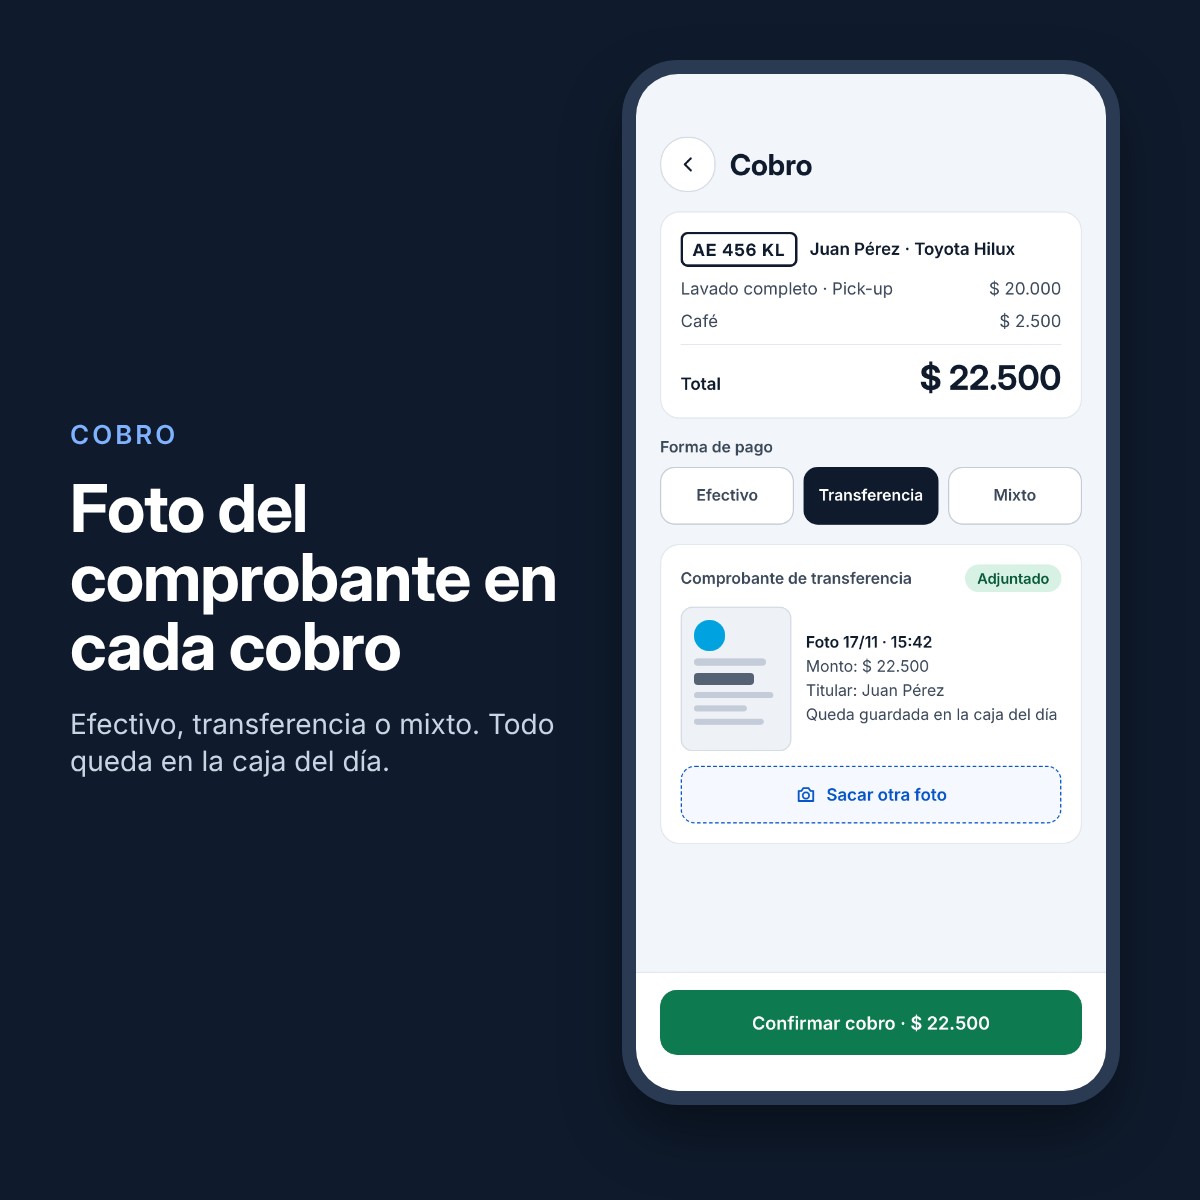 COBRO
Foto del
comprobante en
cada cobro
Efectivo, transferencia o mixto. Todo
queda en la caja del día.
Cobro
AE 456 KL Juan Pérez · Toyota Hilux
Lavado completo · Pick-up $ 20.000
Café $ 2.500
Total $ 22.500
Forma de pago
Efectivo Transferencia Mixto
Comprobante de transferencia Adjuntado
Foto 17/11 · 15:42
Monto: $ 22.500
Titular: Juan Pérez
Queda guardada en la caja del día
Sacar otra foto
Confirmar cobro · $ 22.500